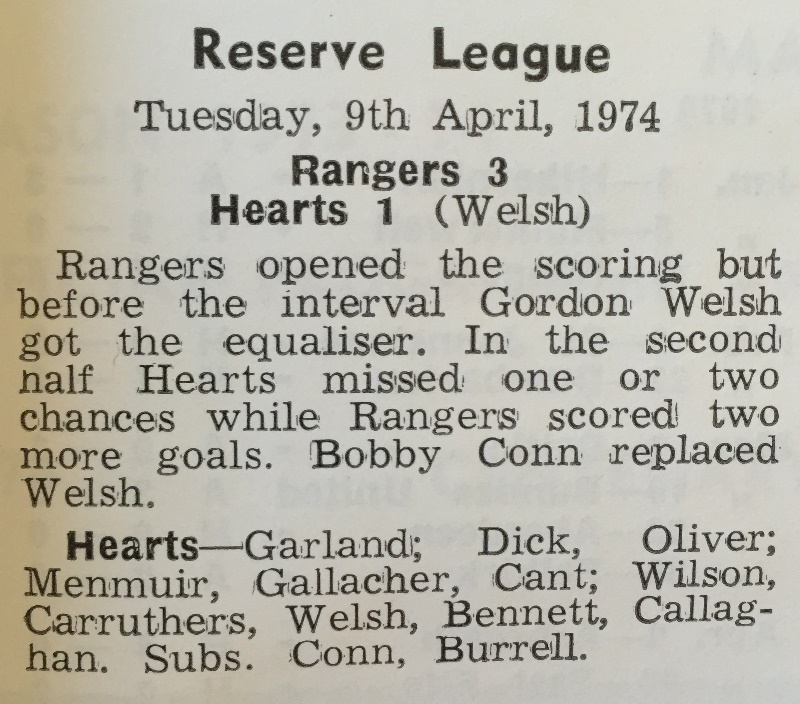 Reserve League
Tuesday, 9th April, 1974
Rangers 3
Hearts 1 (Welsh)
Rangers opened the scoring but
before the interval Gordon Welsh
got the equaliser. In the second
half Hearts missed one or two
chances while Rangers scored two
more goals. Bobby Conn replaced
Welsh.
Hearts—Garland; Dick, Oliver;
Menmuir, Gallacher, Cant; Wilson,
Carruthers, Welsh, Bennett, Callag-
han. Subs. Conn, Burrell.